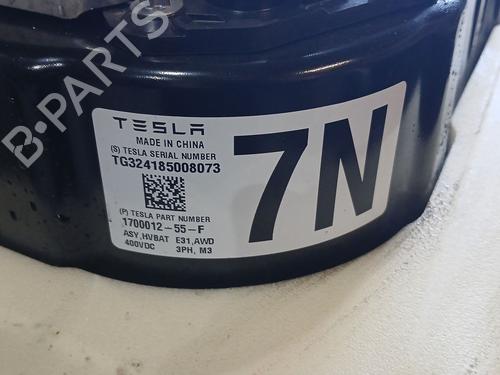 B-PARTS
TESLA
MADE IN CHINA
(S) TESLA SERIAL NUMBER
TG324185008073
(P) TESLA PART NUMBER
1700012-55-F
ASY,HVBAT E31,AWD
400VDC 3PH, M3
7N